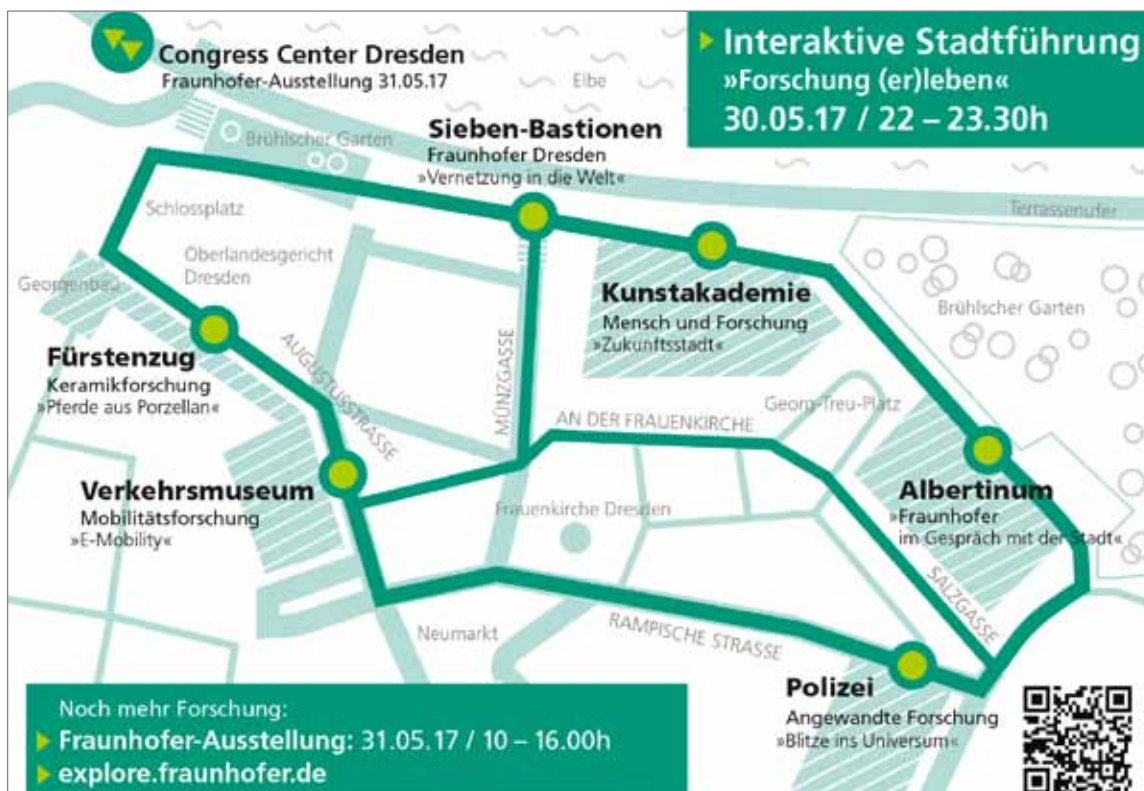 Congress Center Dresden
Fraunhofer-Ausstellung 31.05.17
Interaktive Stadtführung
»Forschung (er)leben«
30.05.17 / 22 – 23.30h
Elbe
Brühlscher Garten
Sieben-Bastionen
Fraunhofer Dresden
»Vernetzung in die Welt«
Terrassenufer
Schlossplatz
Oberlandesgericht
Dresden
Georgenbau
Kunstakademie
Mensch und Forschung
»Zukunftsstadt«
Brühlscher Garten
Fürstenzug
Keramikforschung
»Pferde aus Porzellan«
AUGUSTUSSTRASSE
MÜNZGASSE
AN DER FRAUENKIRCHE
Georg-Treu-Platz
Verkehrsmuseum
Mobilitätsforschung
»E-Mobility«
Frauenkirche Dresden
Albertinum
»Fraunhofer
im Gespräch mit der Stadt«
SALZGASSE
Neumarkt
RAMPISCHE STRASSE
Polizei
Angewandte Forschung
»Blitze ins Universum«
Noch mehr Forschung:
Fraunhofer-Ausstellung: 31.05.17 / 10 – 16.00h
explore.fraunhofer.de